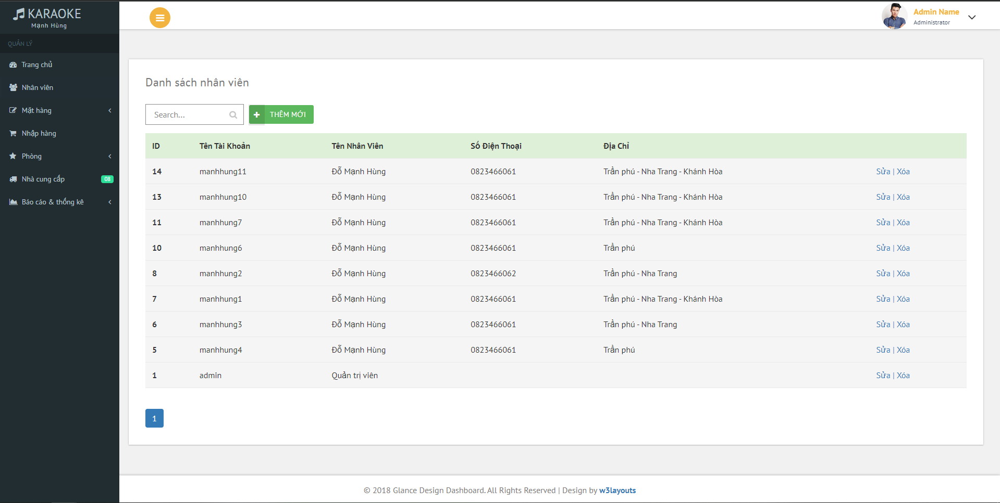 KARAOKE
Mạnh Hùng
QUẢN LÝ
Trang chủ
Nhân viên
Mặt hàng
Nhập hàng
Phòng
Nhà cung cấp 08
Báo cáo & thống kê
Admin Name
Administrator
Danh sách nhân viên
Search...
THÊM MỚI
ID Tên Tài Khoản Tên Nhân Viên Số Điện Thoại Địa Chỉ
14 manhhung11 Đỗ Mạnh Hùng 0823466061 Trần phú - Nha Trang - Khánh Hòa Sửa | Xóa
13 manhhung10 Đỗ Mạnh Hùng 0823466061 Trần phú - Nha Trang - Khánh Hòa Sửa | Xóa
11 manhhung7 Đỗ Mạnh Hùng 0823466061 Trần phú - Nha Trang - Khánh Hòa Sửa | Xóa
10 manhhung6 Đỗ Mạnh Hùng 0823466061 Trần phú Sửa | Xóa
8 manhhung2 Đỗ Mạnh Hùng 0823466062 Trần phú - Nha Trang Sửa | Xóa
7 manhhung1 Đỗ Mạnh Hùng 0823466061 Trần phú - Nha Trang - Khánh Hòa Sửa | Xóa
6 manhhung3 Đỗ Mạnh Hùng 0823466061 Trần phú - Nha Trang Sửa | Xóa
5 manhhung4 Đỗ Mạnh Hùng 0823466061 Trần phú Sửa | Xóa
1 admin Quản trị viên Sửa | Xóa
1
© 2018 Glance Design Dashboard. All Rights Reserved | Design by w3layouts